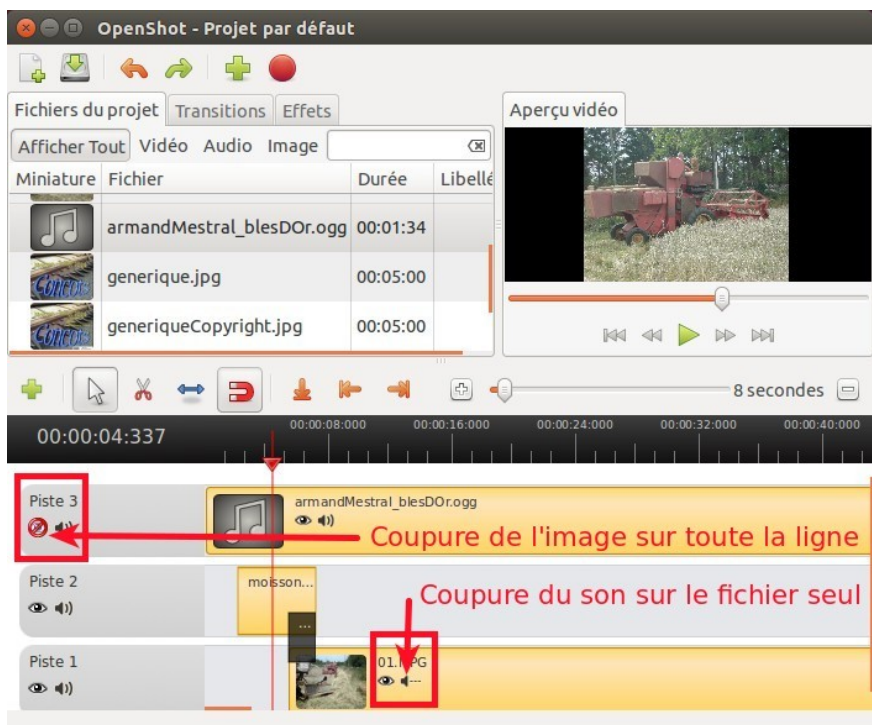 OpenShot - Projet par défaut
Fichiers du projet Transitions Effets
Aperçu vidéo
Afficher Tout Vidéo Audio Image
Miniature Fichier Durée Libellé
armandMestral_blesDOr.ogg 00:01:34
generique.jpg 00:05:00
generiqueCopyright.jpg 00:05:00
8 secondes
00:00:04:337
00:00:08:000 00:00:16:000 00:00:24:000 00:00:32:000 00:00:40:000
Piste 3
armandMestral_blesDOr.ogg
Coupure de l'image sur toute la ligne
Piste 2
moisson...
Coupure du son sur le fichier seul
...
Piste 1